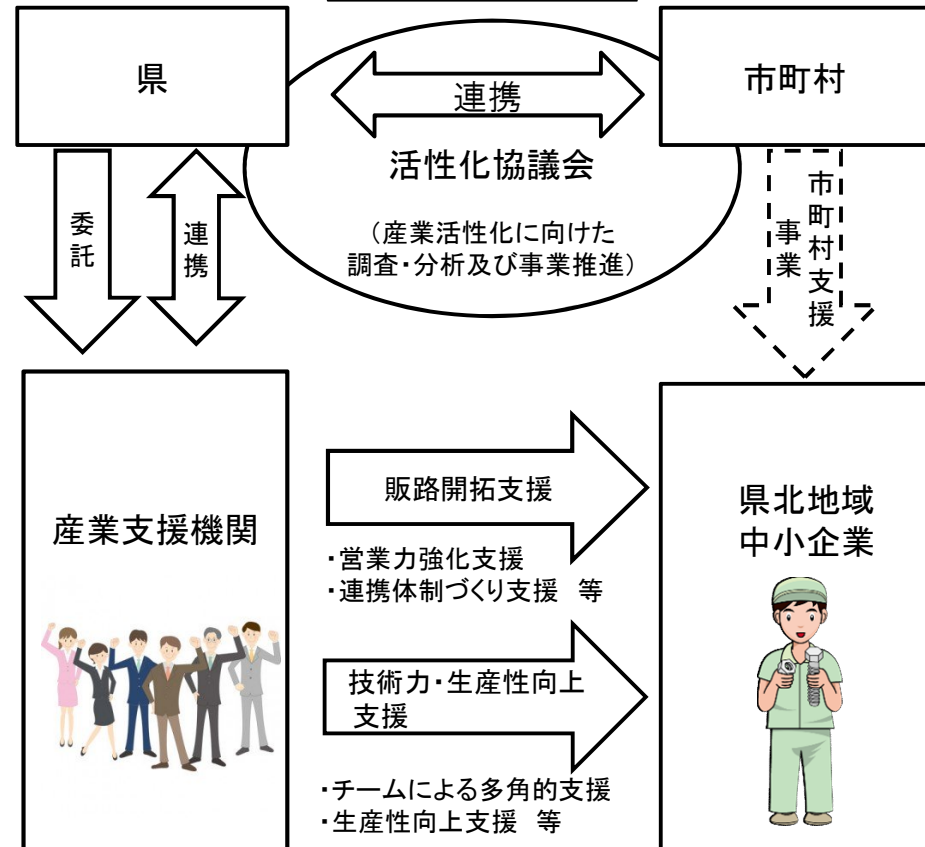 県
連携
市町村
活性化協議会
(産業活性化に向けた
調査・分析及び事業推進)
委託
連携
市町村支援
事業
産業支援機関
販路開拓支援
・営業力強化支援
・連携体制づくり支援　等
技術力・生産性向上
支援
・チームによる多角的支援
・生産性向上支援　等
県北地域
中小企業